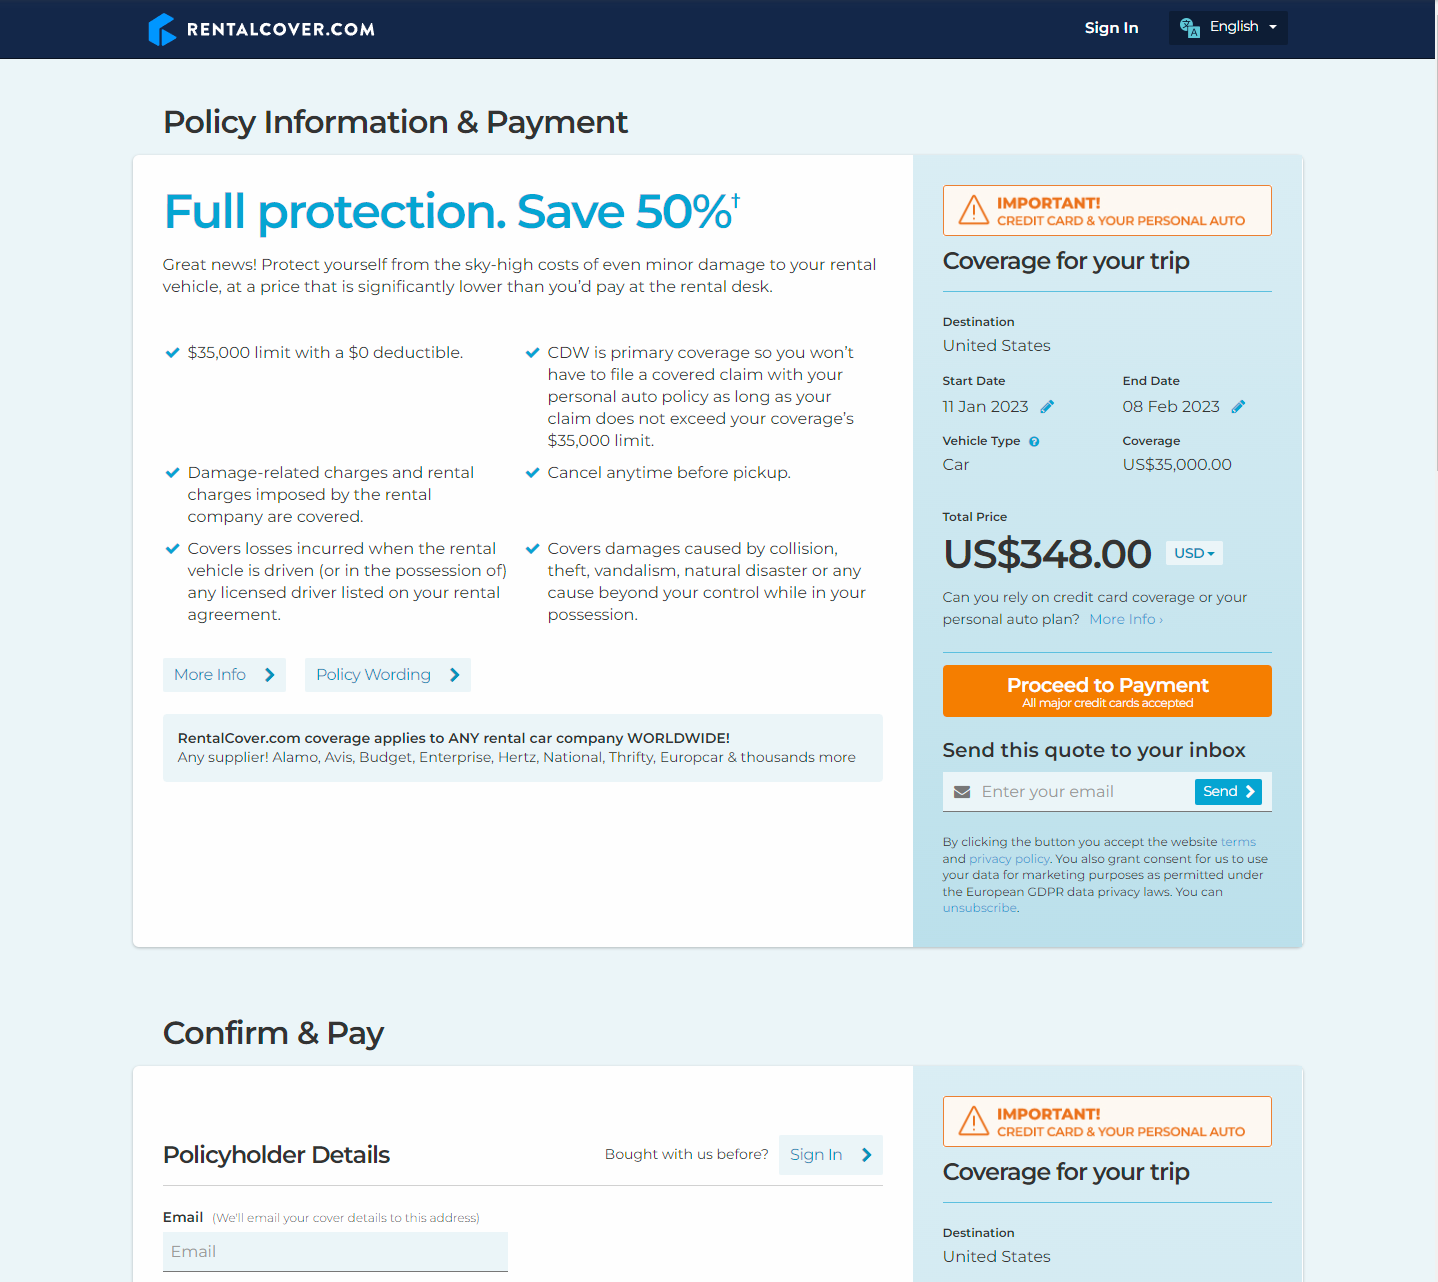 RENTALCOVER.COM
Sign In
English
Policy Information & Payment
Full protection. Save 50%†
Great news! Protect yourself from the sky-high costs of even minor damage to your rental
vehicle, at a price that is significantly lower than you'd pay at the rental desk.
$35,000 limit with a $0 deductible.
CDW is primary coverage so you won't
have to file a covered claim with your
personal auto policy as long as your
claim does not exceed your coverage's
$35,000 limit.
Damage-related charges and rental
charges imposed by the rental
company are covered.
Cancel anytime before pickup.
Covers losses incurred when the rental
vehicle is driven (or in the possession of)
any licensed driver listed on your rental
agreement.
Covers damages caused by collision,
theft, vandalism, natural disaster or any
cause beyond your control while in your
possession.
More Info
Policy Wording
RentalCover.com coverage applies to ANY rental car company WORLDWIDE!
Any supplier! Alamo, Avis, Budget, Enterprise, Hertz, National, Thrifty, Europcar & thousands more
IMPORTANT!
CREDIT CARD & YOUR PERSONAL AUTO
Coverage for your trip
Destination
United States
Start Date
11 Jan 2023
End Date
08 Feb 2023
Vehicle Type ?
Car
Coverage
US$35,000.00
Total Price
US$348.00 USD
Can you rely on credit card coverage or your
personal auto plan? More Info ›
Proceed to Payment
All major credit cards accepted
Send this quote to your inbox
Enter your email
Send
By clicking the button you accept the website terms
and privacy policy. You also grant consent for us to use
your data for marketing purposes as permitted under
the European GDPR data privacy laws. You can
unsubscribe.
Confirm & Pay
Policyholder Details
Bought with us before?
Sign In
Email (We'll email your cover details to this address)
Email
IMPORTANT!
CREDIT CARD & YOUR PERSONAL AUTO
Coverage for your trip
Destination
United States